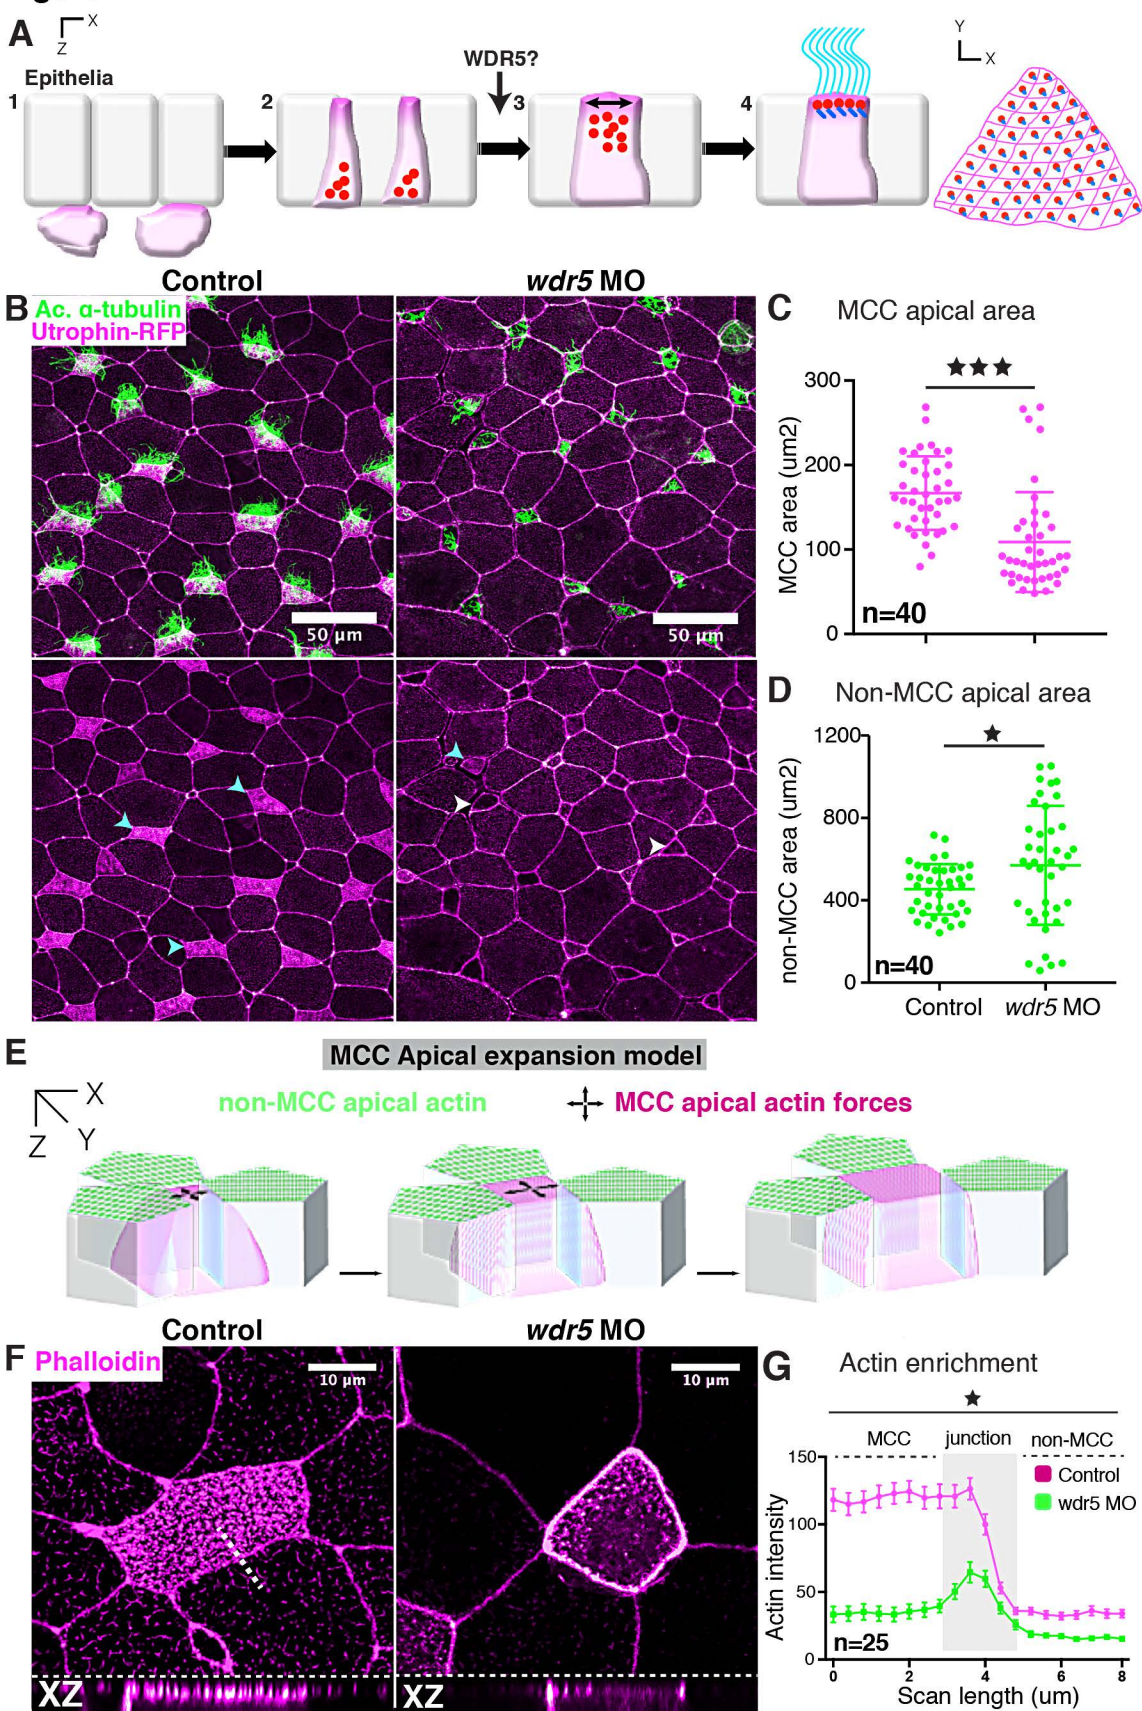 A
X
Z
Epithelia
1
2
WDR5?
3
4
Y
X
Control
wdr5 MO
B
Ac. α-tubulin
Utrophin-RFP
50 μm
50 μm
C
MCC apical area
MCC area (um2)
300
200
100
0
n=40
D
Non-MCC apical area
non-MCC area (um2)
1200
800
400
0
n=40
Control
wdr5 MO
E
MCC Apical expansion model
X
Y
Z
non-MCC apical actin
MCC apical actin forces
Control
wdr5 MO
F
Phalloidin
10 μm
10 μm
XZ
XZ
G
Actin enrichment
MCC
junction
non-MCC
Control
wdr5 MO
Actin intensity
150
100
50
0
n=25
0
2
4
6
8
Scan length (um)